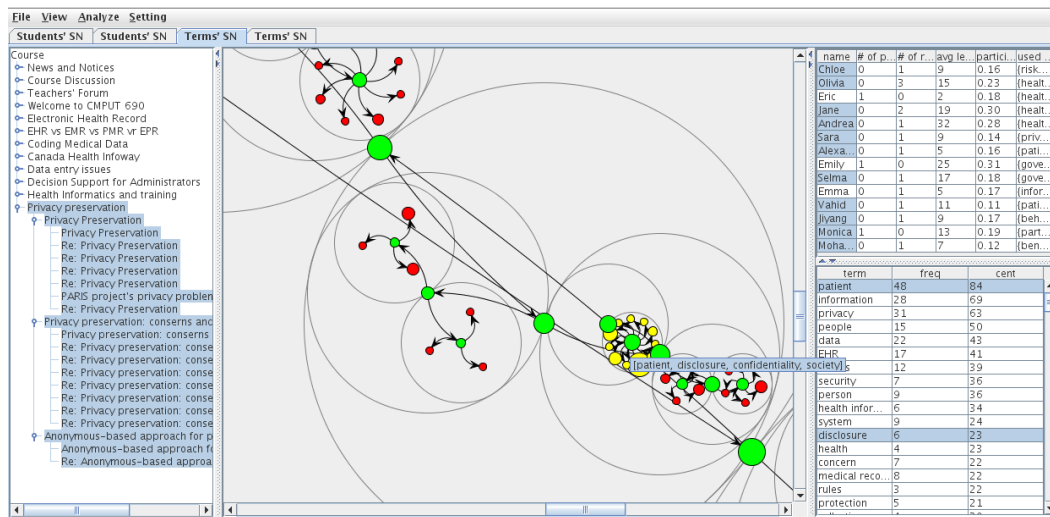 File View Analyze Setting
Students' SN Students' SN Terms' SN Terms' SN
Course
News and Notices
Course Discussion
Teachers' Forum
Welcome to CMPUT 690
Electronic Health Record
EHR vs EMR vs PMR vr EPR
Coding Medical Data
Canada Health Infoway
Data entry issues
Decision Support for Administrators
Health Informatics and training
Privacy preservation
Privacy Preservation
Privacy Preservation
Re: Privacy Preservation
Re: Privacy Preservation
Re: Privacy Preservation
Re: Privacy Preservation
PARIS project's privacy problem
Re: Privacy Preservation
Privacy preservation: conserns and
Privacy preservation: conserns
Re: Privacy preservation: conse
Re: Privacy preservation: conse
Re: Privacy preservation: conse
Re: Privacy preservation: conse
Re: Privacy preservation: conse
Re: Privacy preservation: conse
Re: Privacy preservation: conse
Anonymous-based approach for p
Anonymous-based approach fo
Re: Anonymous-based approa
[patient, disclosure, confidentiality, society]
name # of p... # of r... avg le... partici... used ...
Chloe 0 1 9 0.16 {risk...
Olivia 0 3 15 0.23 {healt...
Eric 1 0 2 0.18 {healt...
Jane 0 2 19 0.30 {healt...
Andrea 0 1 32 0.28 {healt...
Sara 0 1 9 0.14 {priv...
Alexa... 0 1 5 0.16 {pati...
Emily 1 0 25 0.31 {gove...
Selma 0 1 17 0.18 {gove...
Emma 0 1 5 0.17 {infor...
Vahid 0 1 11 0.11 {pati...
Jiyang 0 1 9 0.17 {beh...
Monica 1 0 13 0.19 {part...
Moha... 0 1 7 0.12 {ben...
term freq cent
patient 48 84
information 28 69
privacy 31 63
people 15 50
data 22 43
EHR 17 41
s 12 39
security 7 36
person 9 36
health infor... 6 34
system 9 24
disclosure 6 23
health 4 23
concern 7 22
medical reco... 8 22
rules 3 22
protection 5 21